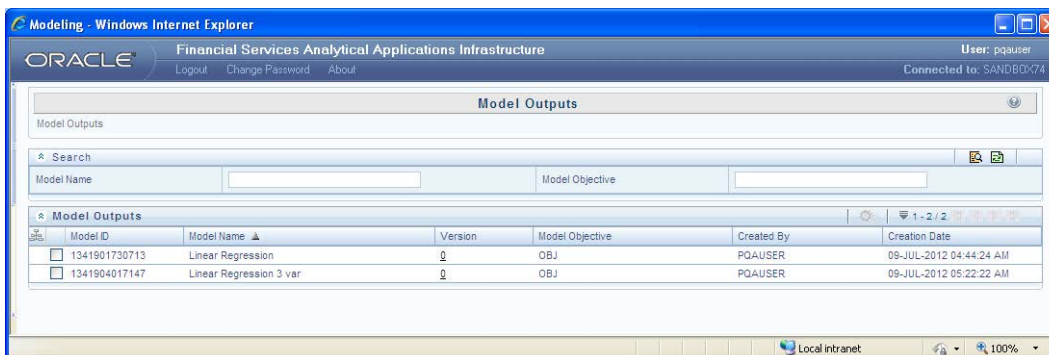 Modeling - Windows Internet Explorer
ORACLE
Financial Services Analytical Applications Infrastructure
User: pqauser
Logout Change Password About
Connected to: SANDBOX74
Model Outputs
Model Outputs
Search
Model Name
Model Objective
Model Outputs
1 - 2 / 2
Model ID Model Name Version Model Objective Created By Creation Date
1341901730713 Linear Regression 0 OBJ PQAUSER 09-JUL-2012 04:44:24 AM
1341904017147 Linear Regression 3 var 0 OBJ PQAUSER 09-JUL-2012 05:22:22 AM
Local intranet 100%